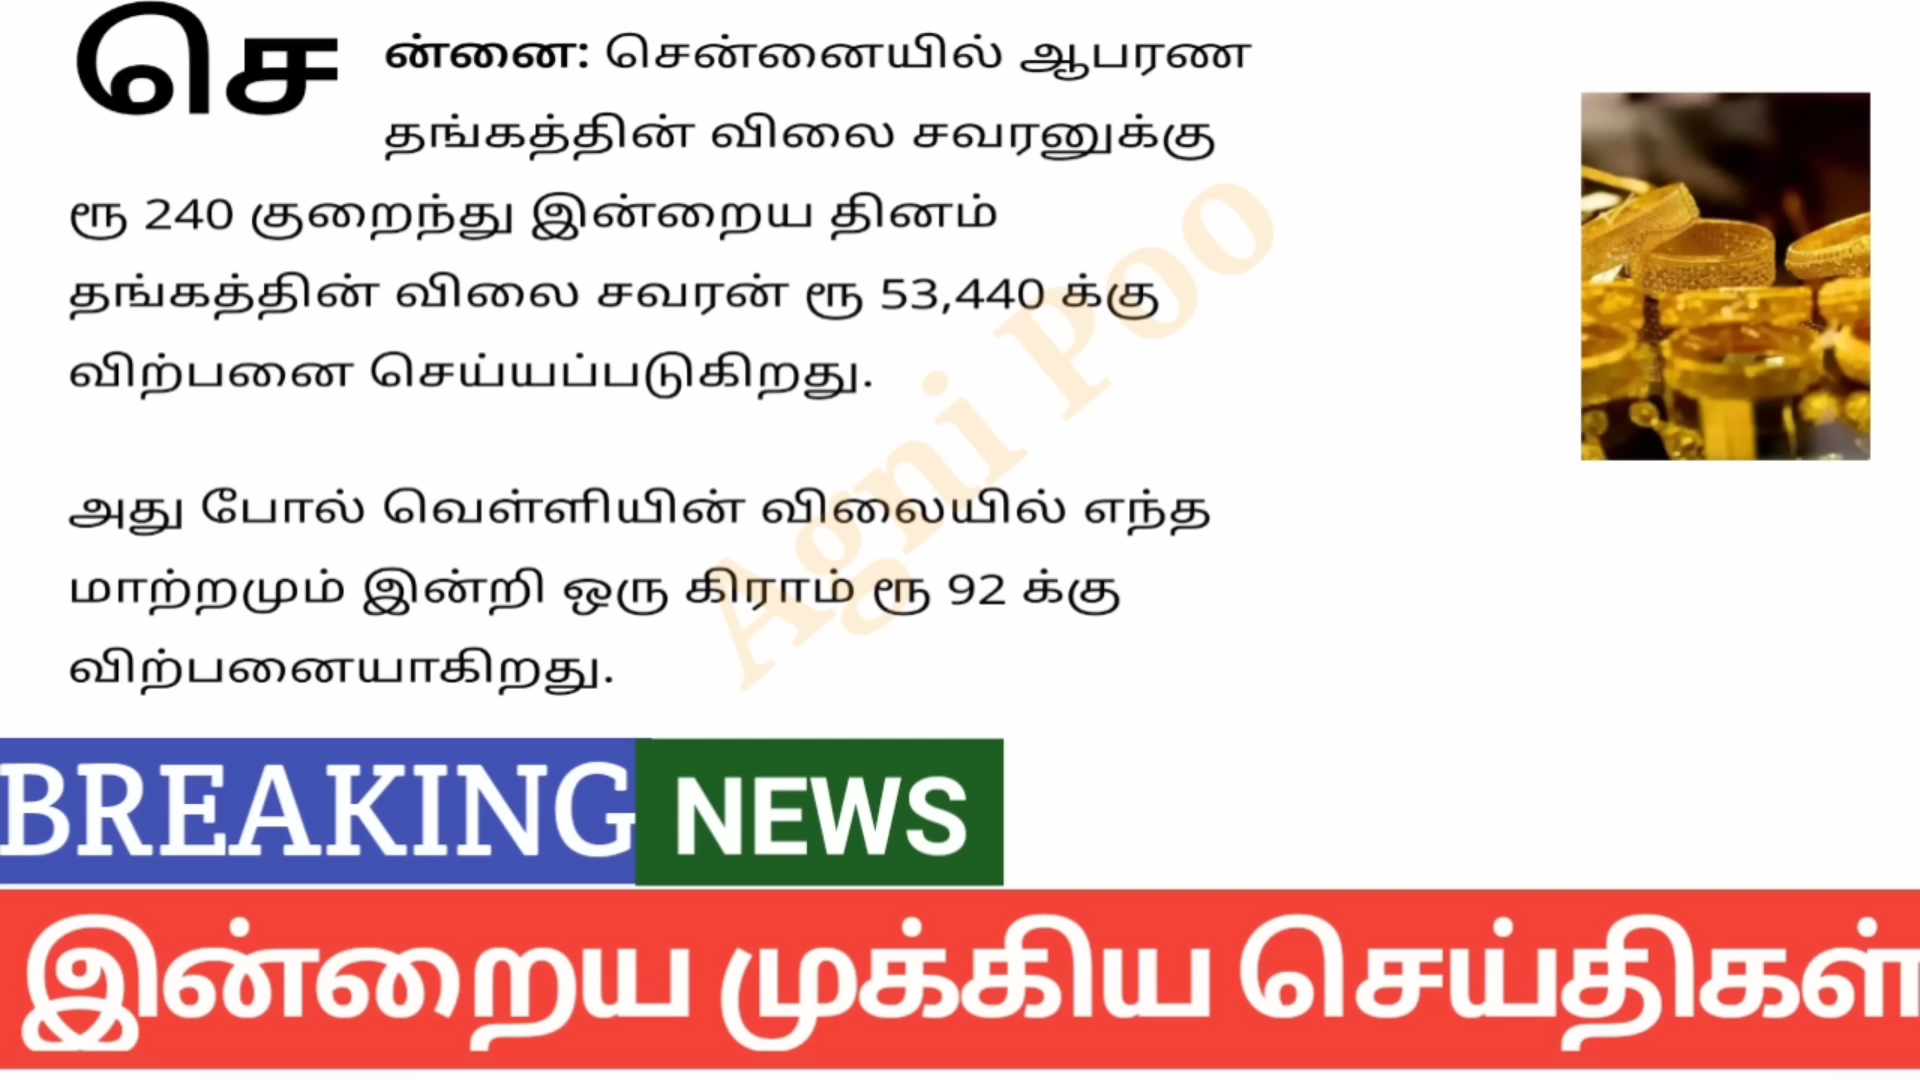 சென்னை: சென்னையில் ஆபரண
தங்கத்தின் விலை சவரனுக்கு
ரூ 240 குறைந்து இன்றைய தினம்
தங்கத்தின் விலை சவரன் ரூ 53,440 க்கு
விற்பனை செய்யப்படுகிறது.
அது போல் வெள்ளியின் விலையில் எந்த
மாற்றமும் இன்றி ஒரு கிராம் ரூ 92 க்கு
விற்பனையாகிறது.
Agni Poo
BREAKING NEWS
இன்றைய முக்கிய செய்திகள்